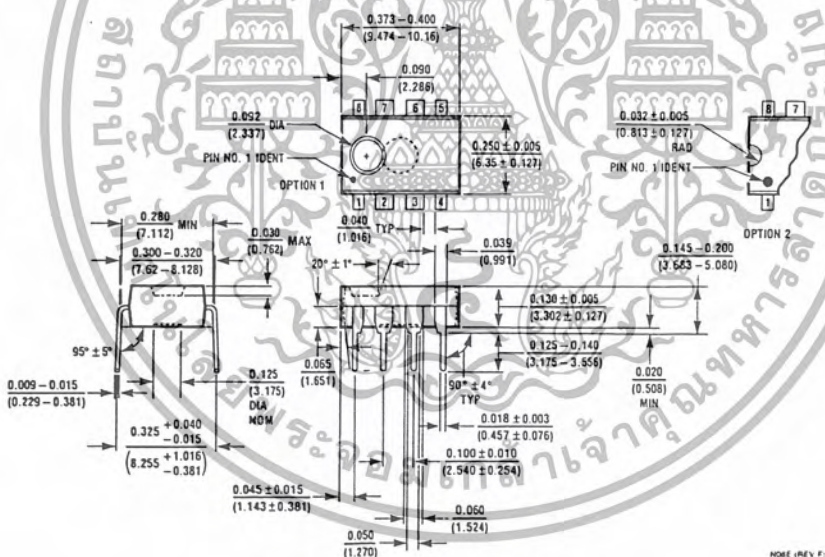 0.373 – 0.400
(9.474 – 10.16)
0.090
(2.286)
8 7 6 5
0.092 DIA
(2.337)
PIN NO. 1 IDENT
OPTION 1
1 2 3 4
0.250 ± 0.005
(6.35 ± 0.127)
0.032 ± 0.005
(0.813 ± 0.127)
RAD
PIN NO. 1 IDENT
8 7
1
OPTION 2
0.280 MIN
(7.112)
0.300 – 0.320
(7.62 – 8.128)
0.030 MAX
(0.762)
0.040 TYP
(1.016)
0.039
(0.991)
20° ± 1°
0.145 – 0.200
(3.683 – 5.080)
0.130 ± 0.005
(3.302 ± 0.127)
0.125 – 0.140
(3.175 – 3.556)
0.020
(0.508)
MIN
95° ± 5°
0.009 – 0.015
(0.229 – 0.381)
0.125
(3.175)
DIA
NOM
0.065
(1.651)
90° ± 4°
TYP
0.018 ± 0.003
(0.457 ± 0.076)
0.325 +0.040
–0.015
(8.255 +1.016
–0.381)
0.100 ± 0.010
(2.540 ± 0.254)
0.045 ± 0.015
(1.143 ± 0.381)
0.060
(1.524)
0.050
(1.270)